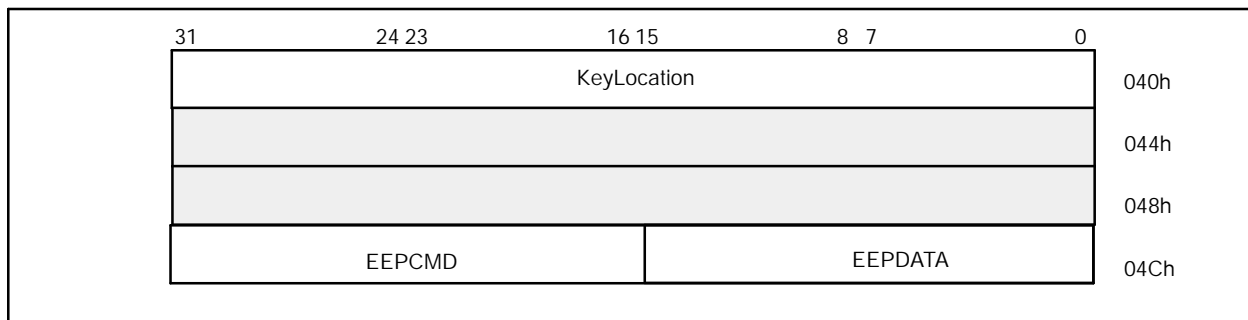 31 24 23 16 15 8 7 0
KeyLocation 040h
044h
048h
EEPCMD EEPDATA 04Ch